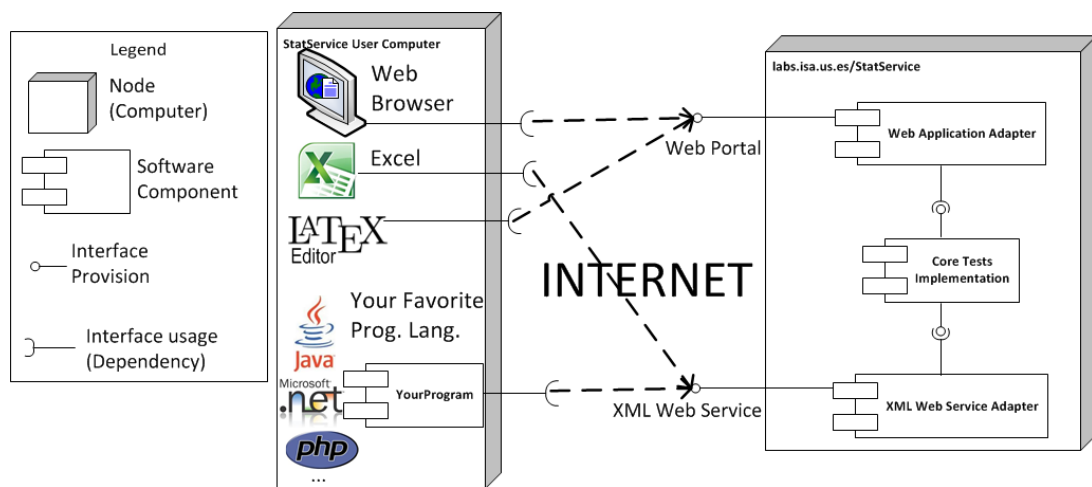 Legend
Node
(Computer)
Software
Component
Interface
Provision
Interface usage
(Dependency)
StatService User Computer
Web
Browser
Excel
LATEX
Editor
Your Favorite
Prog. Lang.
Java
Microsoft
.net
YourProgram
php
...
Web Portal
INTERNET
XML Web Service
labs.isa.us.es/StatService
Web Application Adapter
Core Tests
Implementation
XML Web Service Adapter